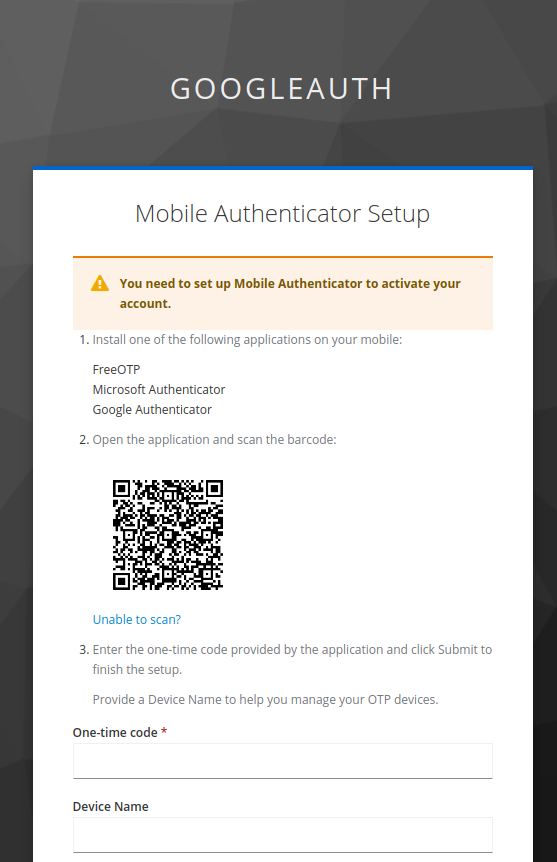 GOOGLEAUTH
Mobile Authenticator Setup
You need to set up Mobile Authenticator to activate your
account.
1. Install one of the following applications on your mobile:
FreeOTP
Microsoft Authenticator
Google Authenticator
2. Open the application and scan the barcode:
Unable to scan?
3. Enter the one-time code provided by the application and click Submit to
finish the setup.
Provide a Device Name to help you manage your OTP devices.
One-time code *
Device Name